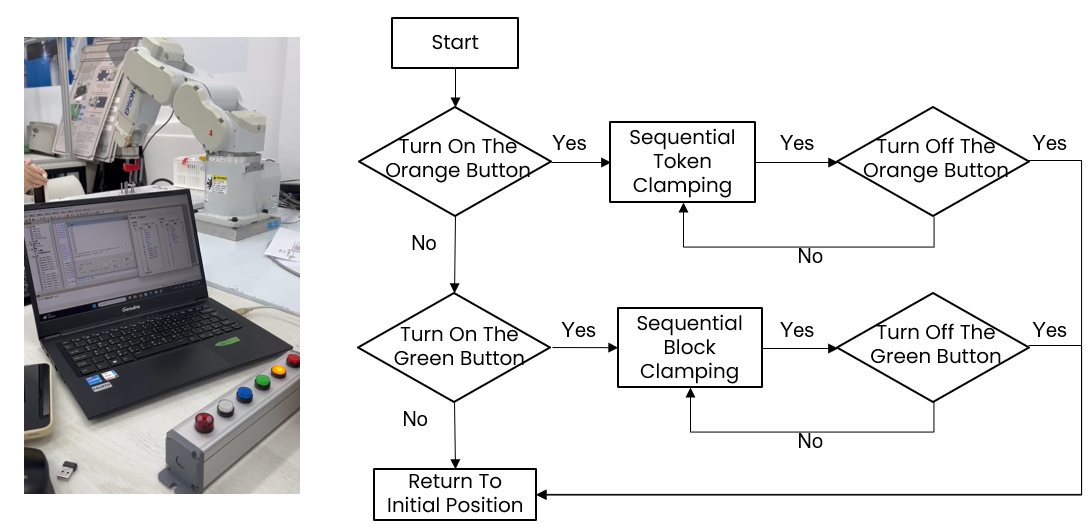 EPSON
4
Genuine
Start
Turn On The
Orange Button
Yes
Sequential
Token
Clamping
Yes
Turn Off The
Orange Button
Yes
No
No
Turn On The
Green Button
Yes
Sequential
Block
Clamping
Yes
Turn Off The
Green Button
Yes
No
No
Return To
Initial Position